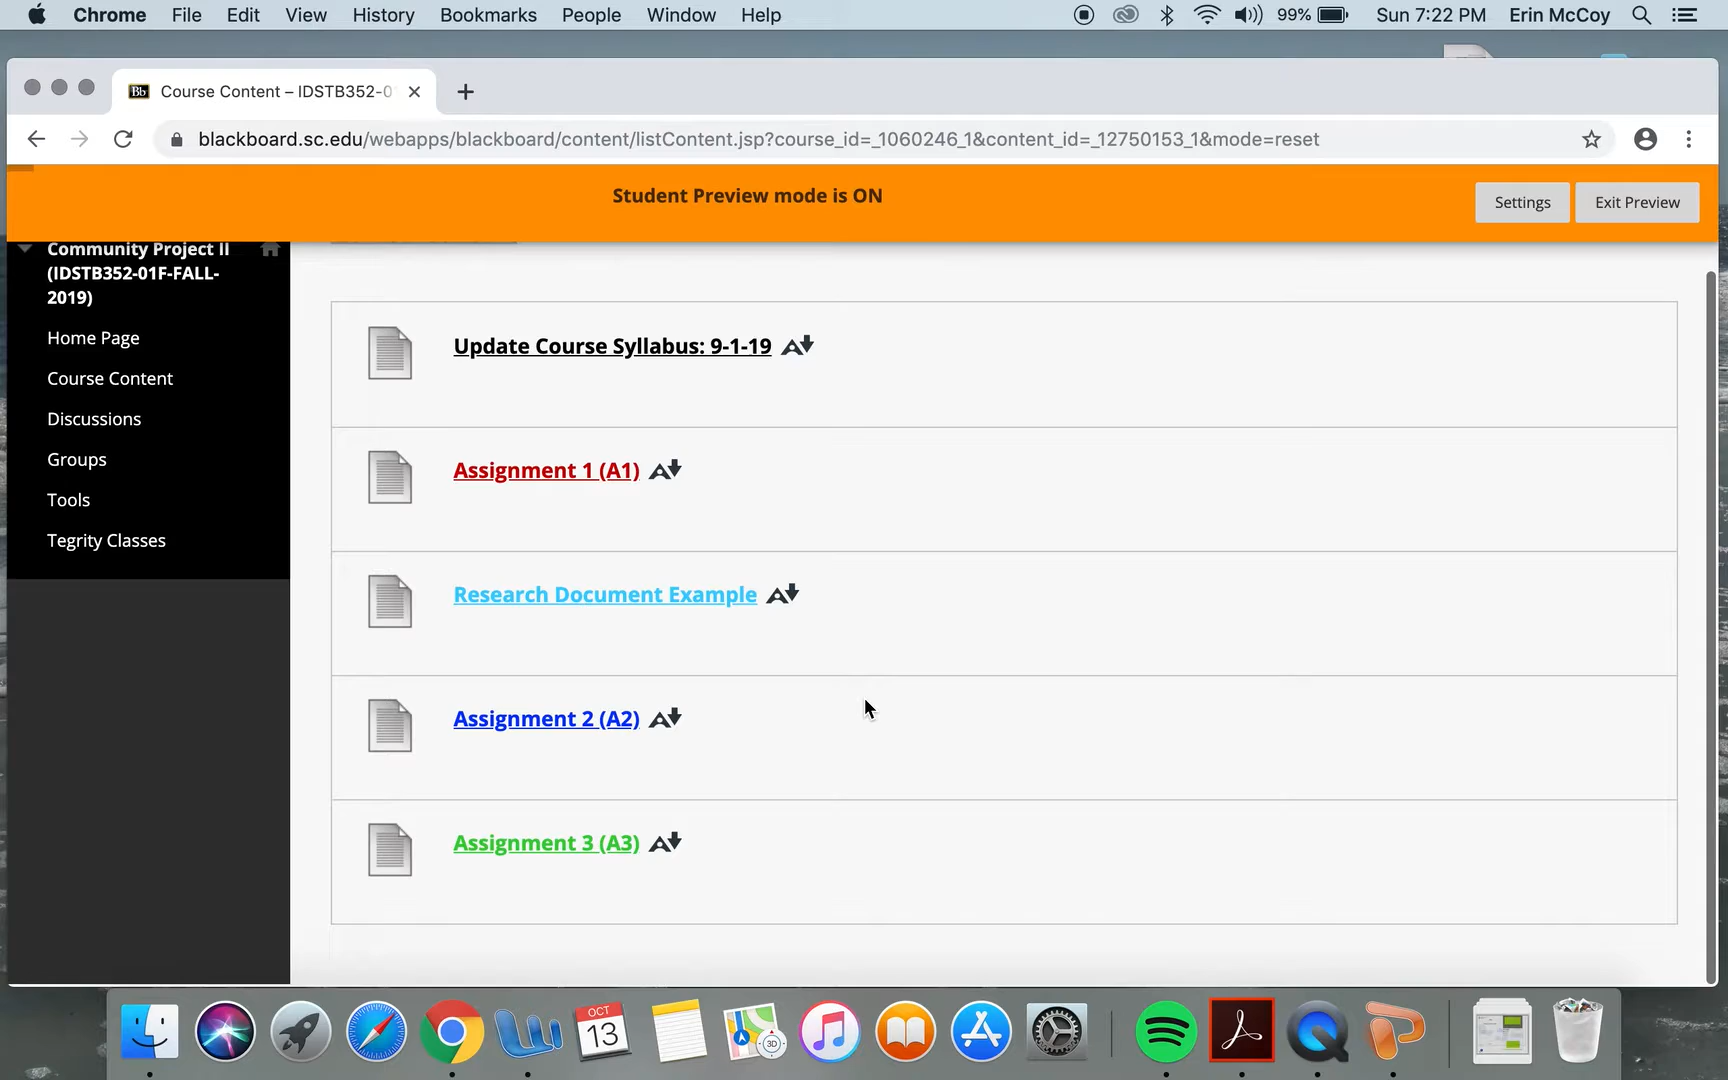 Chrome File Edit View History Bookmarks People Window Help 99% Sun 7:22 PM Erin McCoy
Bb Course Content – IDSTB352-0
blackboard.sc.edu/webapps/blackboard/content/listContent.jsp?course_id=_1060246_1&content_id=_12750153_1&mode=reset
Student Preview mode is ON
Settings
Exit Preview
Community Project II
(IDSTB352-01F-FALL-
2019)
Home Page
Course Content
Discussions
Groups
Tools
Tegrity Classes
Update Course Syllabus: 9-1-19
Assignment 1 (A1)
Research Document Example
Assignment 2 (A2)
Assignment 3 (A3)
OCT
13
3D